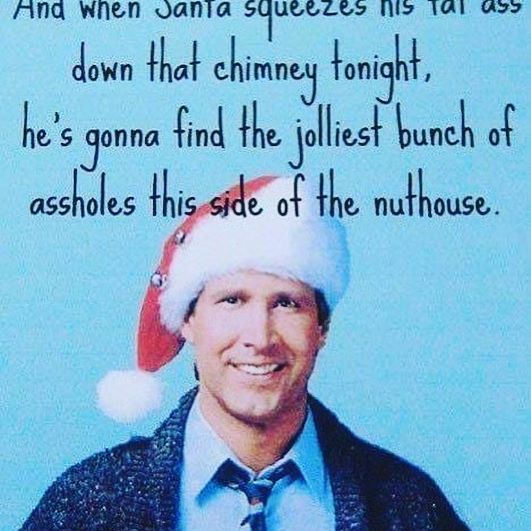 And when Santa squeezes his fat ass
down that chimney tonight,
he's gonna find the jolliest bunch of
assholes this side of the nuthouse.